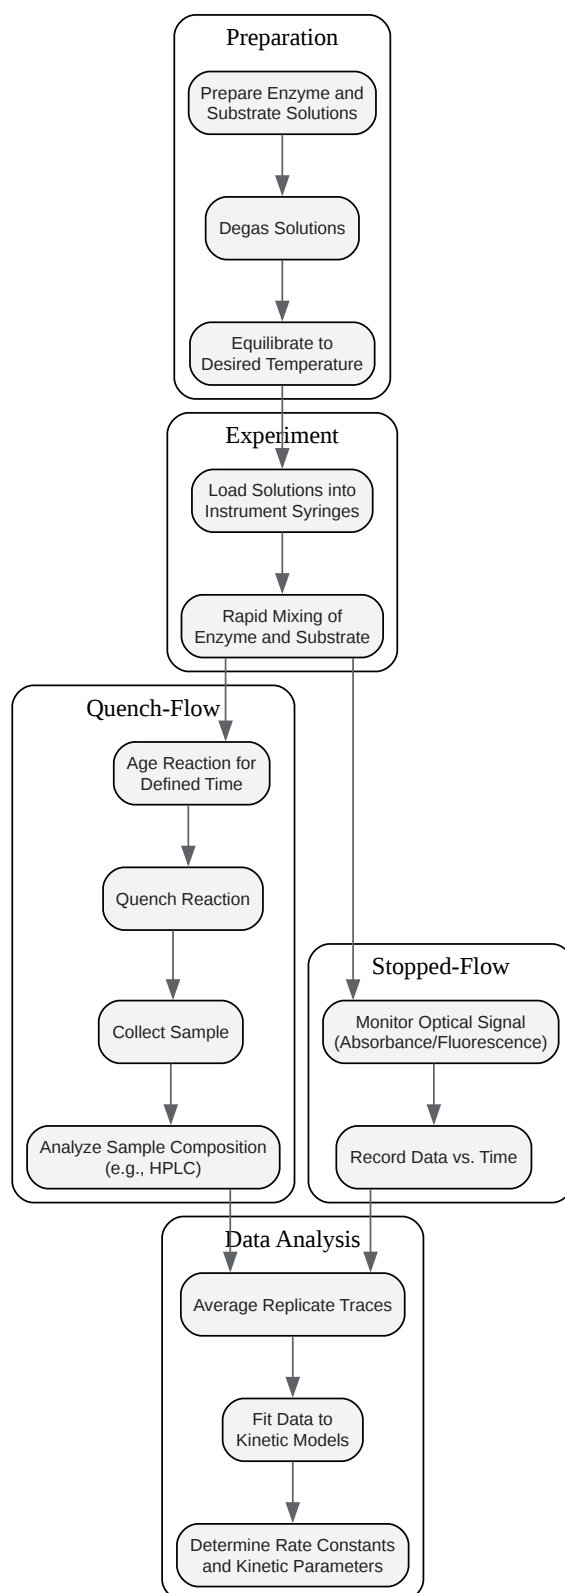 Preparation
Prepare Enzyme and
Substrate Solutions
Degas Solutions
Equilibrate to
Desired Temperature
Experiment
Load Solutions into
Instrument Syringes
Rapid Mixing of
Enzyme and Substrate
Quench-Flow
Age Reaction for
Defined Time
Quench Reaction
Collect Sample
Analyze Sample Composition
(e.g., HPLC)
Stopped-Flow
Monitor Optical Signal
(Absorbance/Fluorescence)
Record Data vs. Time
Data Analysis
Average Replicate Traces
Fit Data to
Kinetic Models
Determine Rate Constants
and Kinetic Parameters